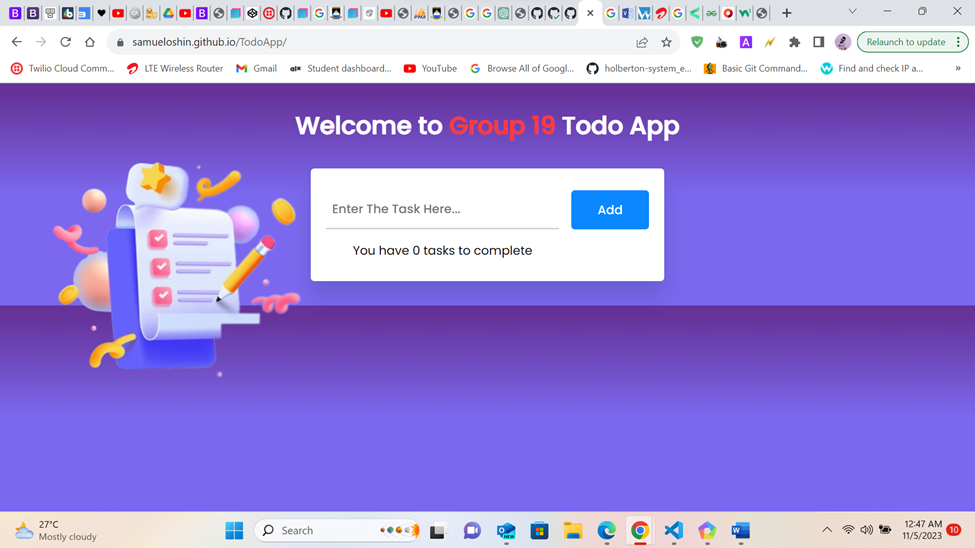 samueloshin.github.io/TodoApp/
Relaunch to update
Twilio Cloud Comm...
LTE Wireless Router
Gmail
Student dashboard...
YouTube
Browse All of Googl...
holberton-system_e...
Basic Git Command...
Find and check IP a...
»
Welcome to Group 19 Todo App
Enter The Task Here...
Add
You have 0 tasks to complete
27°C
Mostly cloudy
Search
NEW
12:47 AM
11/5/2023
10